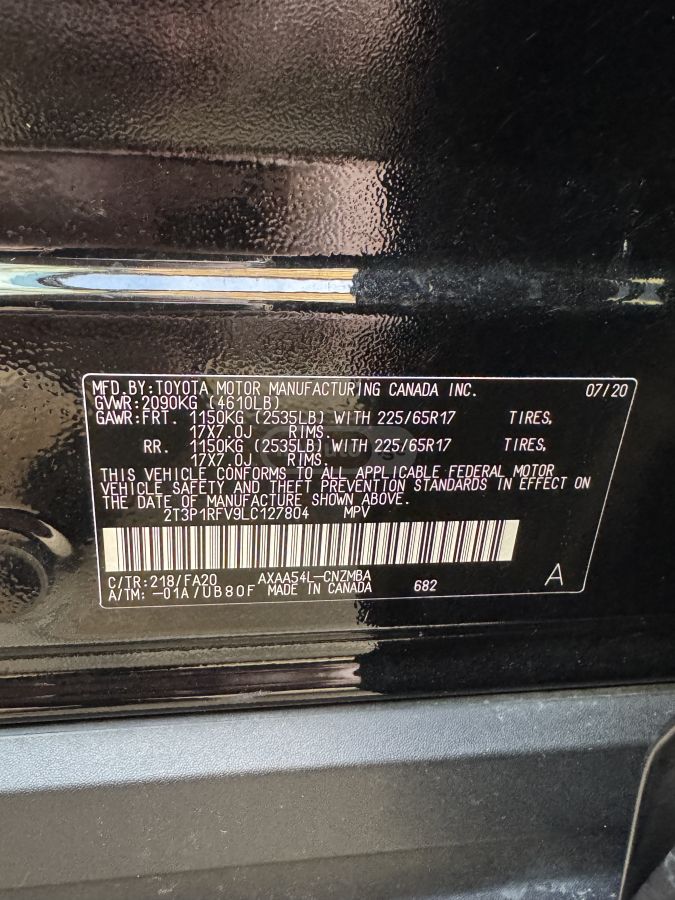 MFD.BY:TOYOTA MOTOR MANUFACTURING CANADA INC. 07/20
GVWR:2090KG (4610LB)
GAWR:FRT. 1150KG (2535LB) WITH 225/65R17 TIRES,
17X7.0J RIMS.
RR. 1150KG (2535LB) WITH 225/65R17 TIRES,
17X7.0J RIMS.
THIS VEHICLE CONFORMS TO ALL APPLICABLE FEDERAL MOTOR
VEHICLE SAFETY AND THEFT PREVENTION STANDARDS IN EFFECT ON
THE DATE OF MANUFACTURE SHOWN ABOVE.
2T3P1RFV9LC127804 MPV
C/TR:218/FA20 AXAA54L-CNZMBA 682 A
A/TM: -01A/UB80F MADE IN CANADA